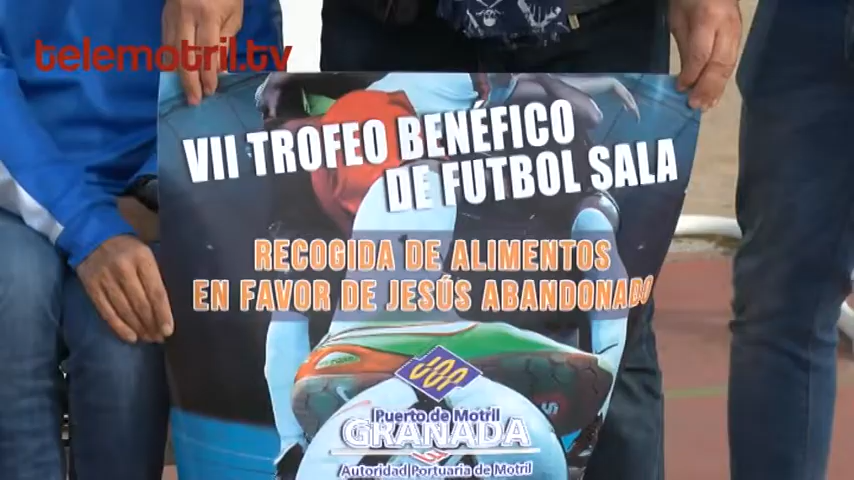 telemotril.tv
VII TROFEO BENÉFICO
DE FUTBOL SALA
RECOGIDA DE ALIMENTOS
EN FAVOR DE JESÚS ABANDONADO
Puerto de Motril
GRANADA
Autoridad Portuaria de Motril